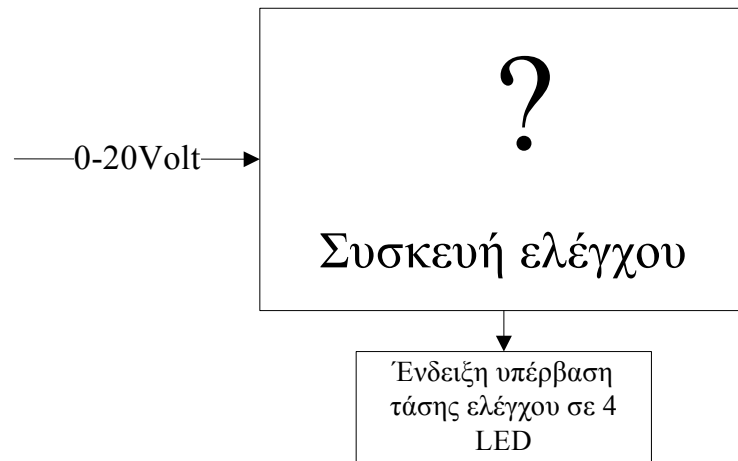 ?
0-20Volt
Συσκευή ελέγχου
Ένδειξη υπέρβαση
τάσης ελέγχου σε 4
LED